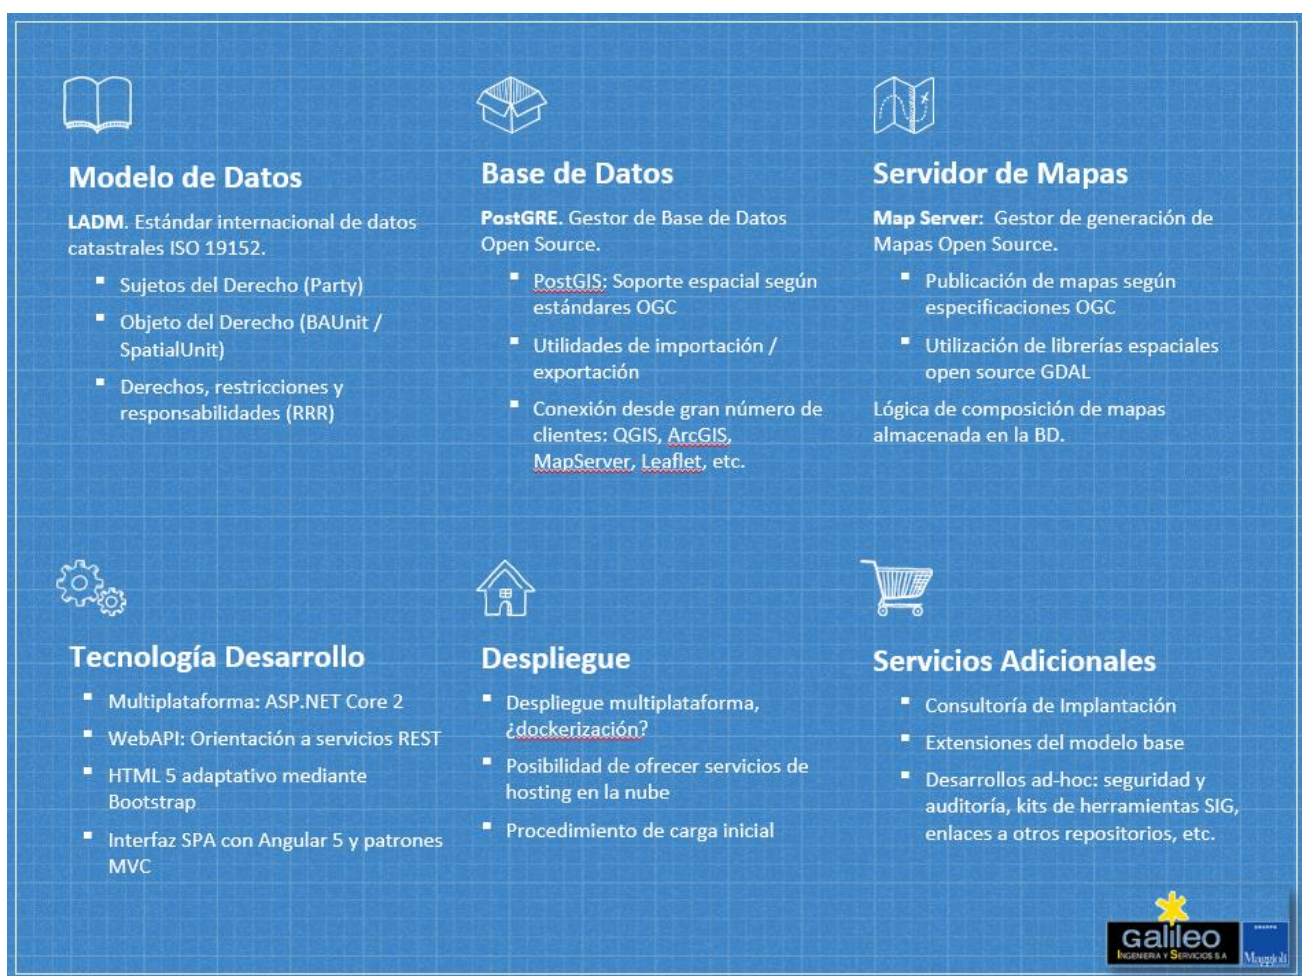 Modelo de Datos
LADM. Estándar internacional de datos
catastrales ISO 19152.
▪ Sujetos del Derecho (Party)
▪ Objeto del Derecho (BAUnit /
SpatialUnit)
▪ Derechos, restricciones y
responsabilidades (RRR)
Base de Datos
PostGRE. Gestor de Base de Datos
Open Source.
▪ PostGIS: Soporte espacial según
estándares OGC
▪ Utilidades de importación /
exportación
▪ Conexión desde gran número de
clientes: QGIS, ArcGIS,
MapServer, Leaflet, etc.
Servidor de Mapas
Map Server: Gestor de generación de
Mapas Open Source.
▪ Publicación de mapas según
especificaciones OGC
▪ Utilización de librerías espaciales
open source GDAL
Lógica de composición de mapas
almacenada en la BD.
Tecnología Desarrollo
▪ Multiplataforma: ASP.NET Core 2
▪ WebAPI: Orientación a servicios REST
▪ HTML 5 adaptativo mediante
Bootstrap
▪ Interfaz SPA con Angular 5 y patrones
MVC
Despliegue
▪ Despliegue multiplataforma,
¿dockerización?
▪ Posibilidad de ofrecer servicios de
hosting en la nube
▪ Procedimiento de carga inicial
Servicios Adicionales
▪ Consultoría de Implantación
▪ Extensiones del modelo base
▪ Desarrollos ad-hoc: seguridad y
auditoría, kits de herramientas SIG,
enlaces a otros repositorios, etc.
Galileo
INGENIERIA Y SERVICIOS S.A
GRUPPO
Maggioli